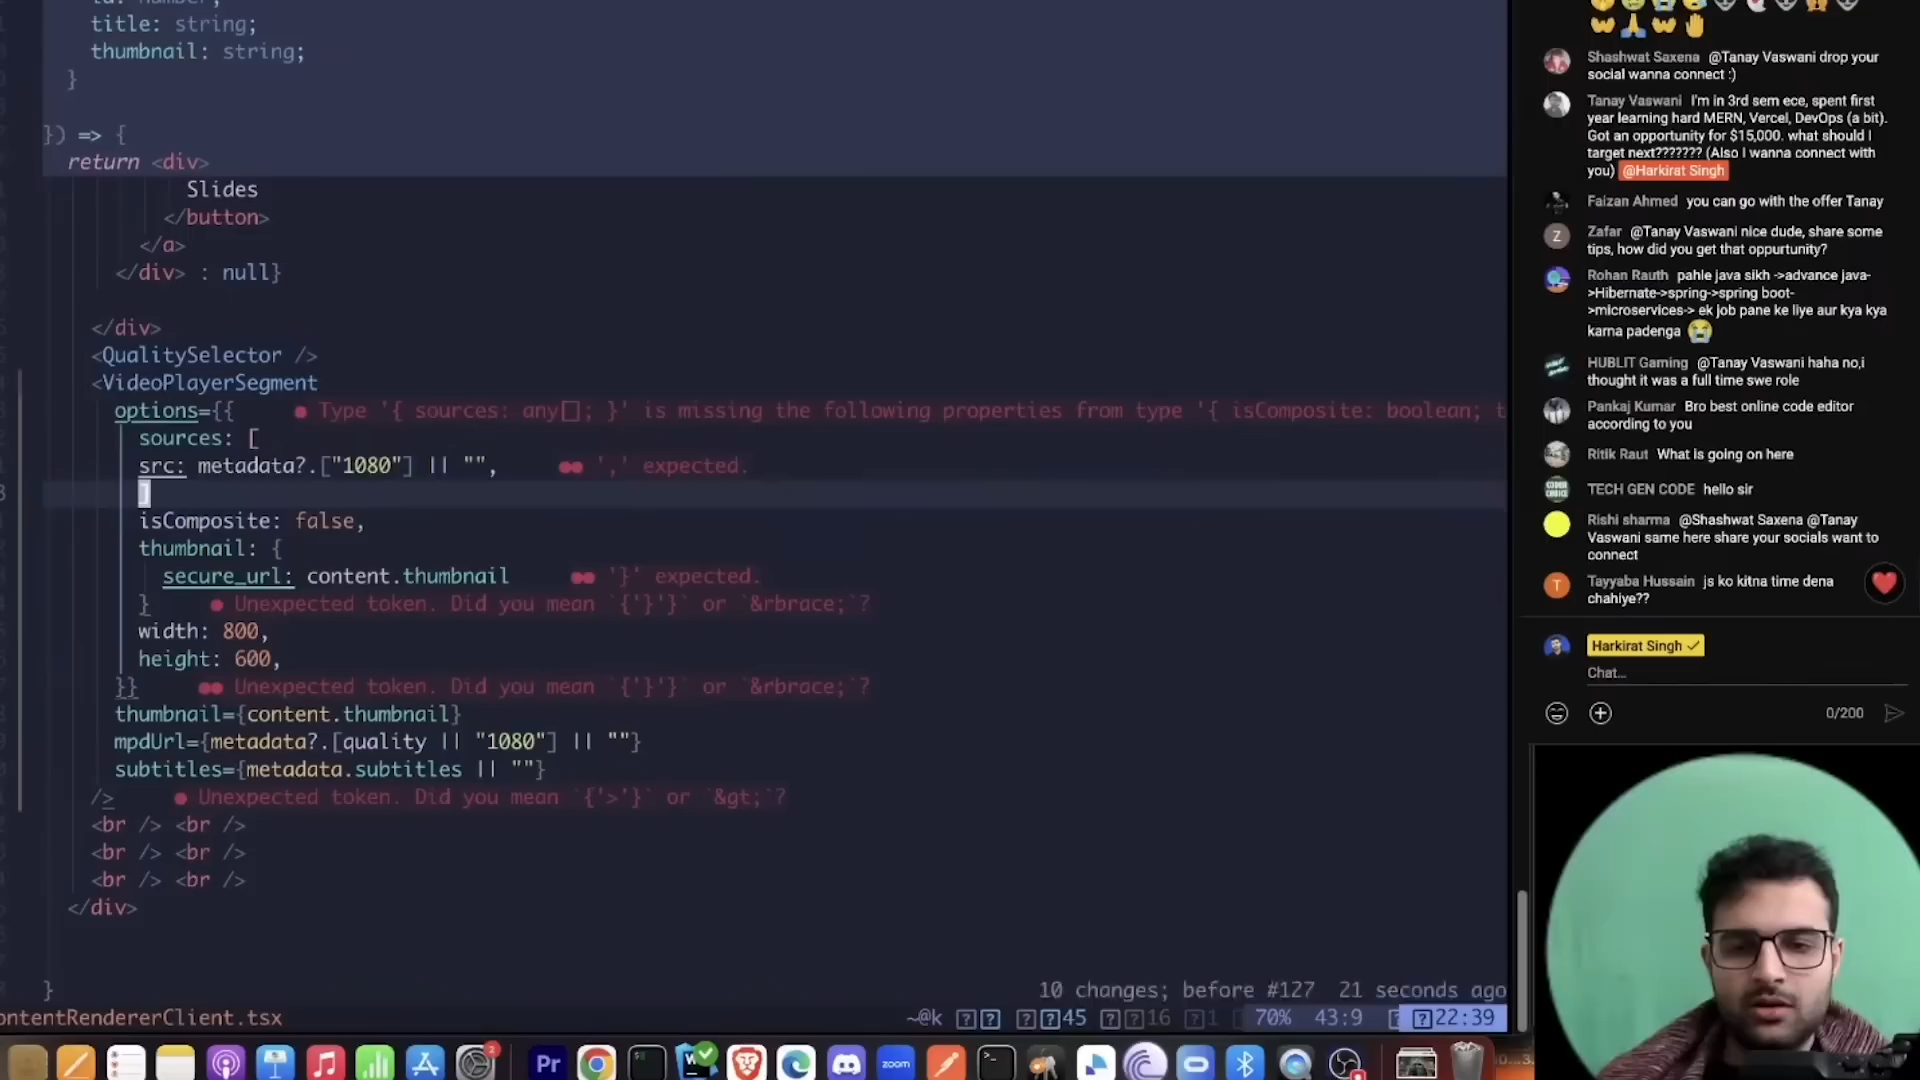 title: string;
thumbnail: string;
}
}) => {
return <div>
Slides
</button>
</a>
</div> : null}
</div>
<QualitySelector />
<VideoPlayerSegment
options={{ ● Type '{ sources: any[]; }' is missing the following properties from type '{ isComposite: boolean; t
sources: [
src: metadata?.["1080"] || "", ●● ',' expected.
]
isComposite: false,
thumbnail: {
secure_url: content.thumbnail ●● '}' expected.
} ● Unexpected token. Did you mean `{'}'}` or `&rbrace;`?
width: 800,
height: 600,
}} ●● Unexpected token. Did you mean `{'}'}` or `&rbrace;`?
thumbnail={content.thumbnail}
mpdUrl={metadata?.[quality || "1080"] || ""}
subtitles={metadata.subtitles || ""}
/> ● Unexpected token. Did you mean `{'>'}` or `&gt;`?
<br /> <br />
<br /> <br />
<br /> <br />
</div>
}
10 changes; before #127 21 seconds ago
ontentRendererClient.tsx ~@k 45 16 1 70% 43:9 22:39
Shashwat Saxena @Tanay Vaswani drop your
social wanna connect :)
Tanay Vaswani I'm in 3rd sem ece, spent first
year learning hard MERN, Vercel, DevOps (a bit).
Got an opportunity for $15,000. what should I
target next??????? (Also I wanna connect with
you) @Harkirat Singh
Faizan Ahmed you can go with the offer Tanay
Z Zafar @Tanay Vaswani nice dude, share some
tips, how did you get that oppurtunity?
Rohan Rauth pahle java sikh ->advance java-
>Hibernate->spring->spring boot-
>microservices-> ek job pane ke liye aur kya kya
karna padenga 😭
HUBLIT Gaming @Tanay Vaswani haha no,i
thought it was a full time swe role
Pankaj Kumar Bro best online code editor
according to you
Ritik Raut What is going on here
TECH GEN CODE hello sir
Rishi sharma @Shashwat Saxena @Tanay
Vaswani same here share your socials want to
connect
T Tayyaba Hussain js ko kitna time dena
chahiye??
Harkirat Singh ✓
Chat...
0/200
2 Pr zoom